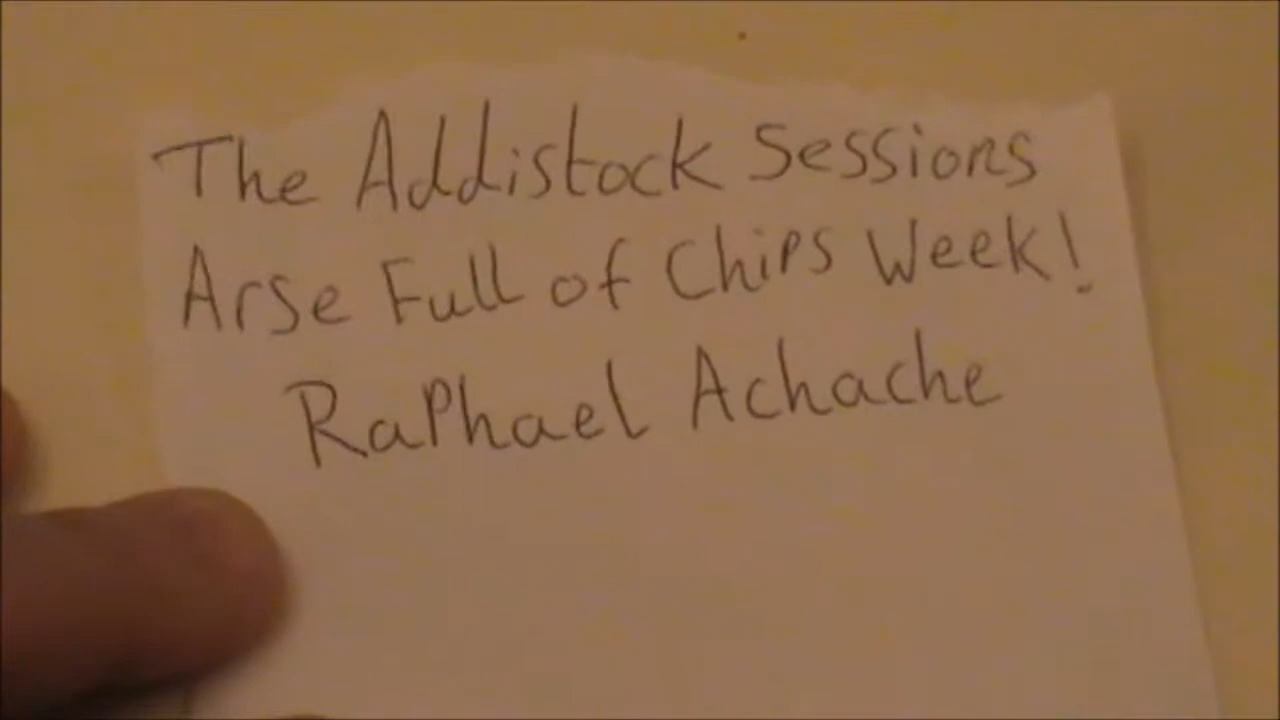 The Addistock Sessions
Arse Full of Chips Week!
Raphael Achache